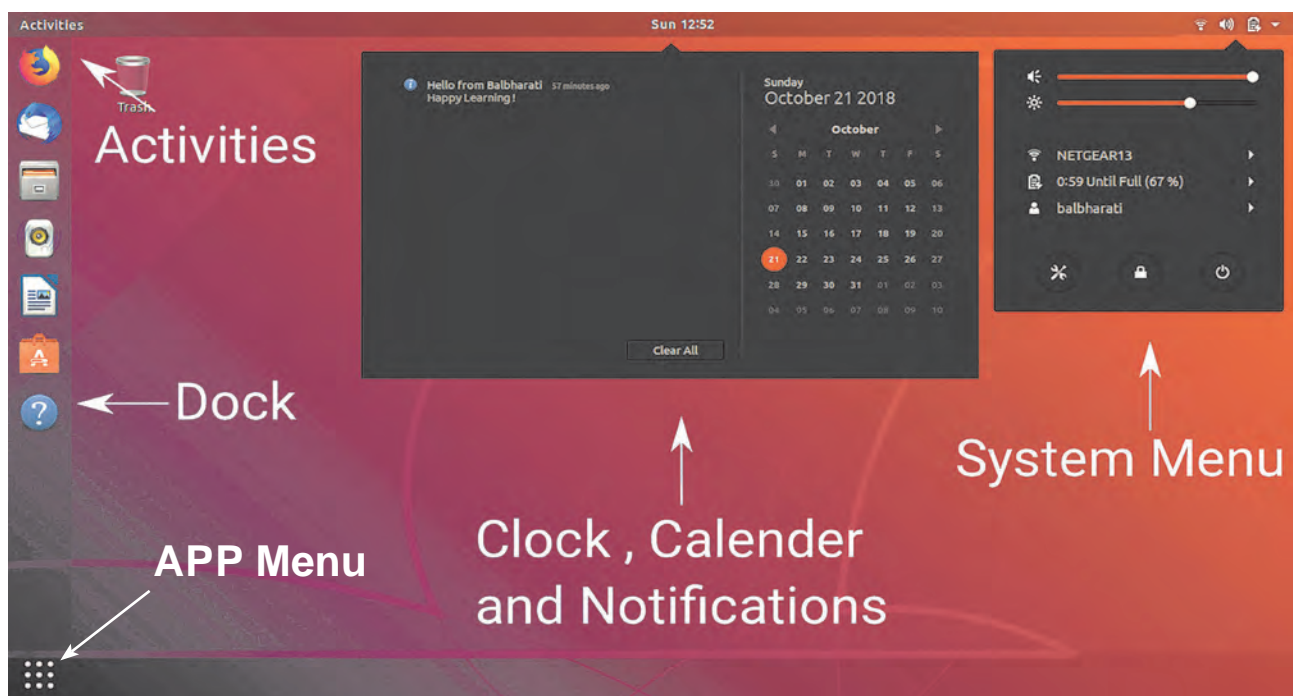 Activities
Sun 12:52
Trash
Activities
Hello from Balbharati 57 minutes ago
Happy Learning !
Clear All
Sunday
October 21 2018
October
S M T W T F S
30 01 02 03 04 05 06
07 08 09 10 11 12 13
14 15 16 17 18 19 20
21 22 23 24 25 26 27
28 29 30 31 01 02 03
04 05 06 07 08 09 10
NETGEAR13
0:59 Until Full (67 %)
balbharati
Dock
System Menu
Clock , Calender
and Notifications
APP Menu